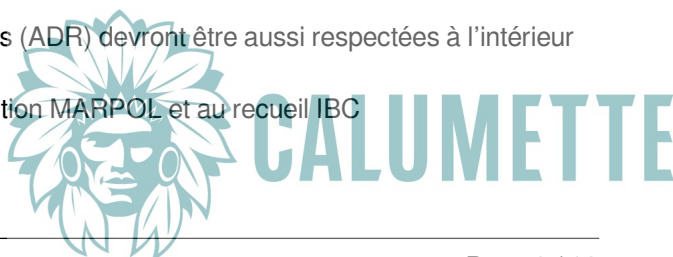 s (ADR) devront être aussi respectées à l'intérieur
tion MARPOL et au recueil IBC
CALUMETTE